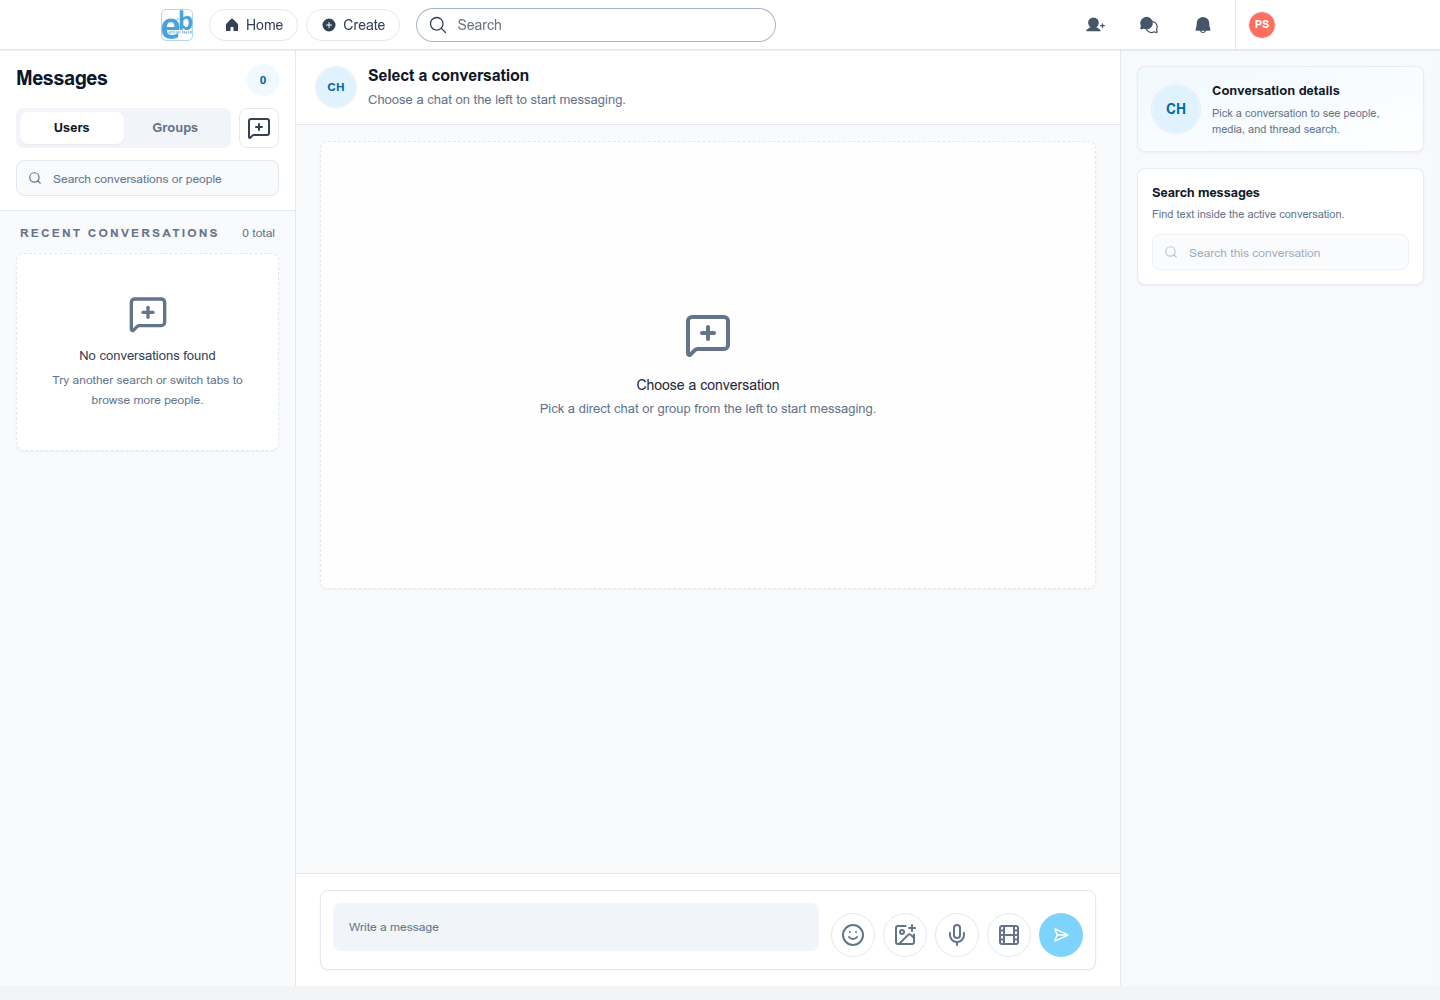 eb
Home
Create
Search
PS
Messages
0
Users
Groups
Search conversations or people
RECENT CONVERSATIONS
0 total
No conversations found
Try another search or switch tabs to
browse more people.
CH
Select a conversation
Choose a chat on the left to start messaging.
Choose a conversation
Pick a direct chat or group from the left to start messaging.
Write a message
CH
Conversation details
Pick a conversation to see people,
media, and thread search.
Search messages
Find text inside the active conversation.
Search this conversation